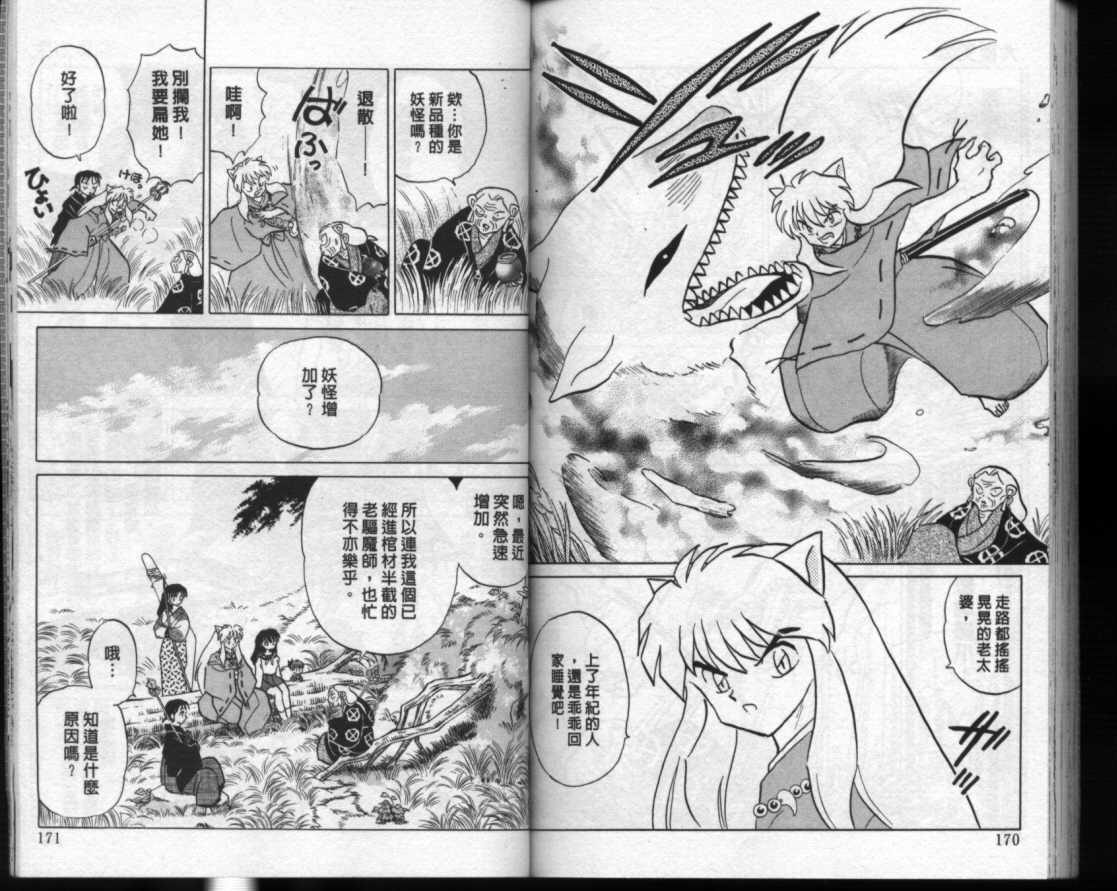 走路都搖搖
晃晃的老太
婆，
上了年紀的人
，還是乖乖回
家睡覺吧！
170
欸…你是
新品種的
妖怪嗎？
退散——！
ばふっ
哇啊！
別攔我！
我要扁她！
けほっ
好了啦！
ひょい
妖怪增
加了？
嗯，最近
突然急速
增加。
所以連我這個已
經進棺材半截的
老驅魔師，也忙
得不亦樂乎。
哦…
知道是什麼
原因嗎？
171